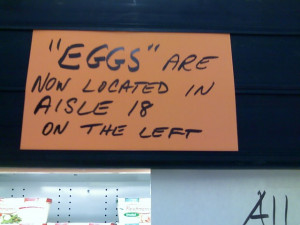 "EGGS" ARE
NOW LOCATED IN
AISLE 18
ON THE LEFT
All